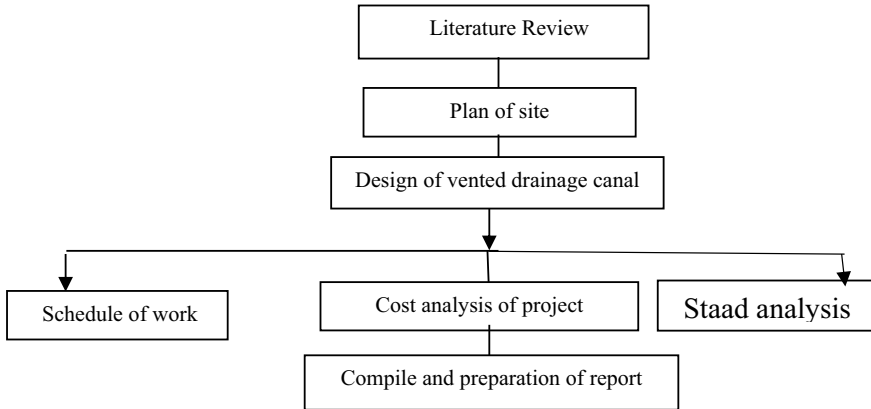 Literature Review
Plan of site
Design of vented drainage canal
Schedule of work
Cost analysis of project
Staad analysis
Compile and preparation of report